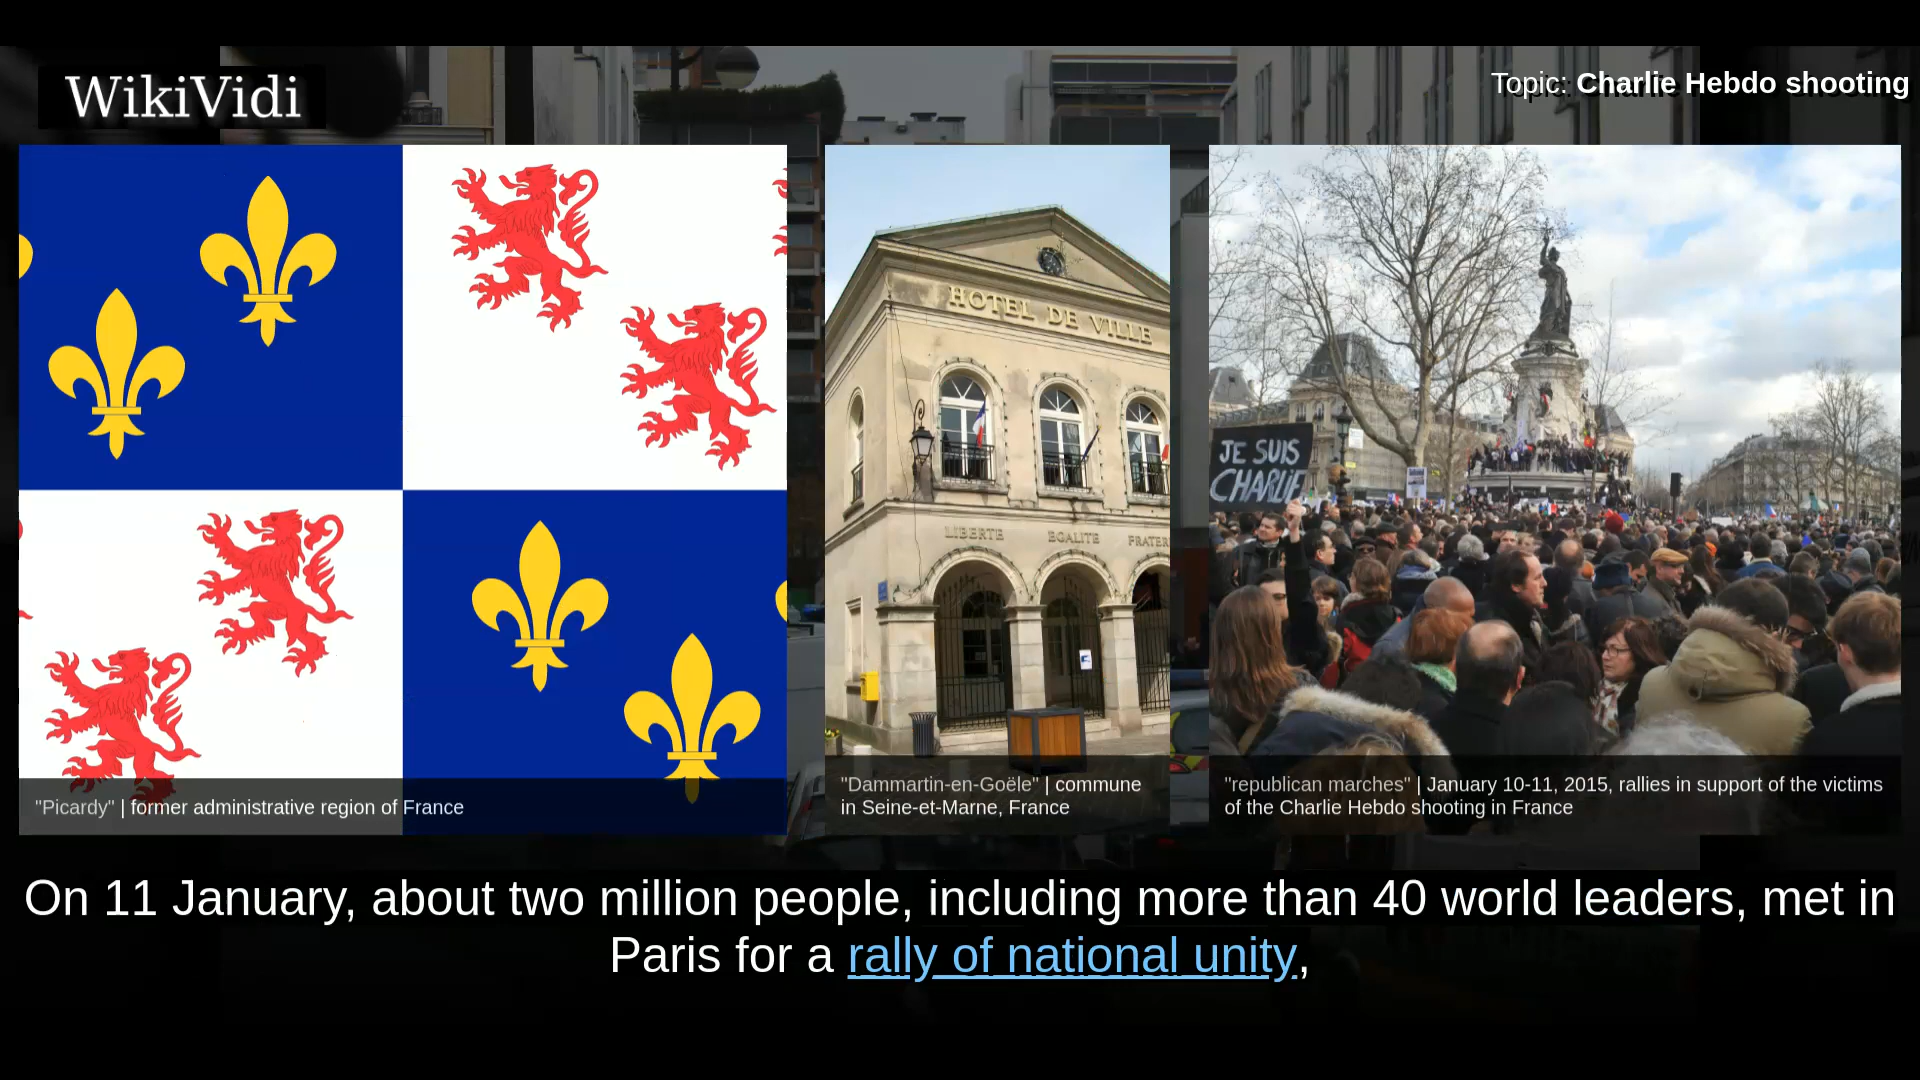 WikiVidi
Topic: Charlie Hebdo shooting
HOTEL DE VILLE
LIBERTE EGALITE
JE SUIS
CHARLIE
"Picardy" | former administrative region of France
"Dammartin-en-Goële" | commune
in Seine-et-Marne, France
"republican marches" | January 10-11, 2015, rallies in support of the victims
of the Charlie Hebdo shooting in France
On 11 January, about two million people, including more than 40 world leaders, met in
Paris for a rally of national unity,